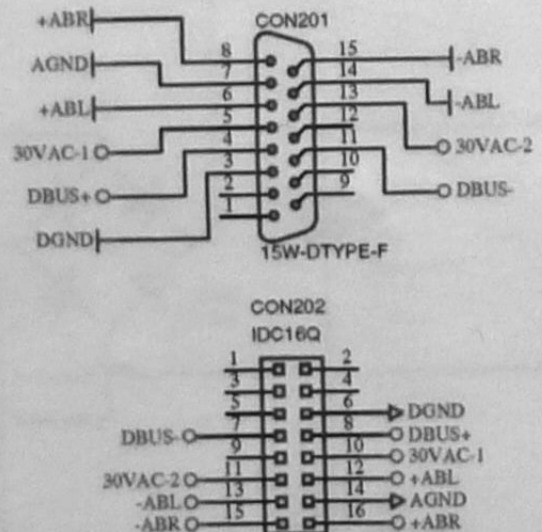 CON201
+ABR
8
15
-ABR
AGND
7
14
+ABL
6
13
-ABL
5
12
30VAC-1
4
11
30VAC-2
3
10
DBUS+
2
9
DBUS-
1
DGND
15W-DTYPE-F
CON202
IDC16Q
1
2
3
4
5
6
DGND
DBUS-
7
8
DBUS+
9
10
30VAC-1
30VAC-2
11
12
+ABL
-ABL
13
14
AGND
-ABR
15
16
+ABR